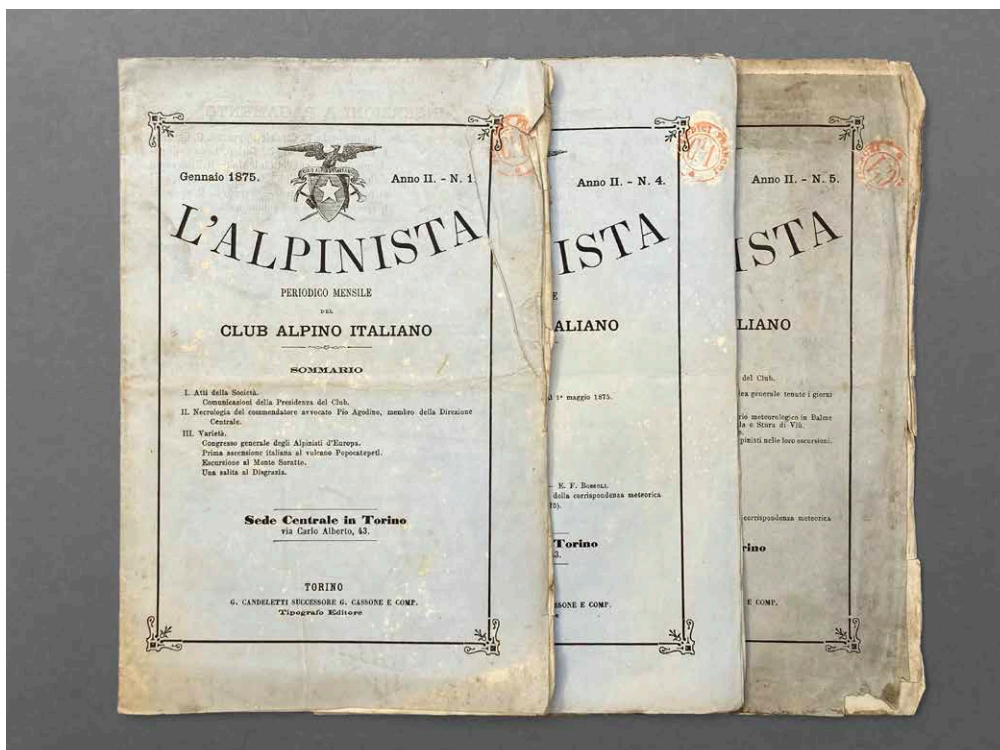 Gennaio 1875.
Anno II. - N. 1
L'ALPINISTA
PERIODICO MENSILE
DEL
CLUB ALPINO ITALIANO
SOMMARIO
I. Atti della Società.
Comunicazioni della Presidenza del Club.
II. Necrologia del commendatore avvocato Pio Agodino, membro della Direzione
Centrale.
III. Varietà.
Congresso generale degli Alpinisti d'Europa.
Prima ascensione italiana al vulcano Popocatepetl.
Escursione al Monte Soratte.
Una salita al Disgrazia.
Sede Centrale in Torino
via Carlo Alberto, 43.
TORINO
G. CANDELETTI SUCCESSORE G. CASSONE E COMP.
Tipografo Editore
Anno II. - N. 4.
ISTA
E
ALIANO
1º maggio 1875.
- E. F. BOSSOLI.
della corrispondenza meteorica
Torino
3.
SSONE E COMP.
Anno II. - N. 5.
ISTA
LIANO
del Club.
generale tenute i giorni
rio meteorologico in Balme
la e Stura di Viù.
pinisti nelle loro escursioni.
corrispondenza meteorica
rino
E COMP.